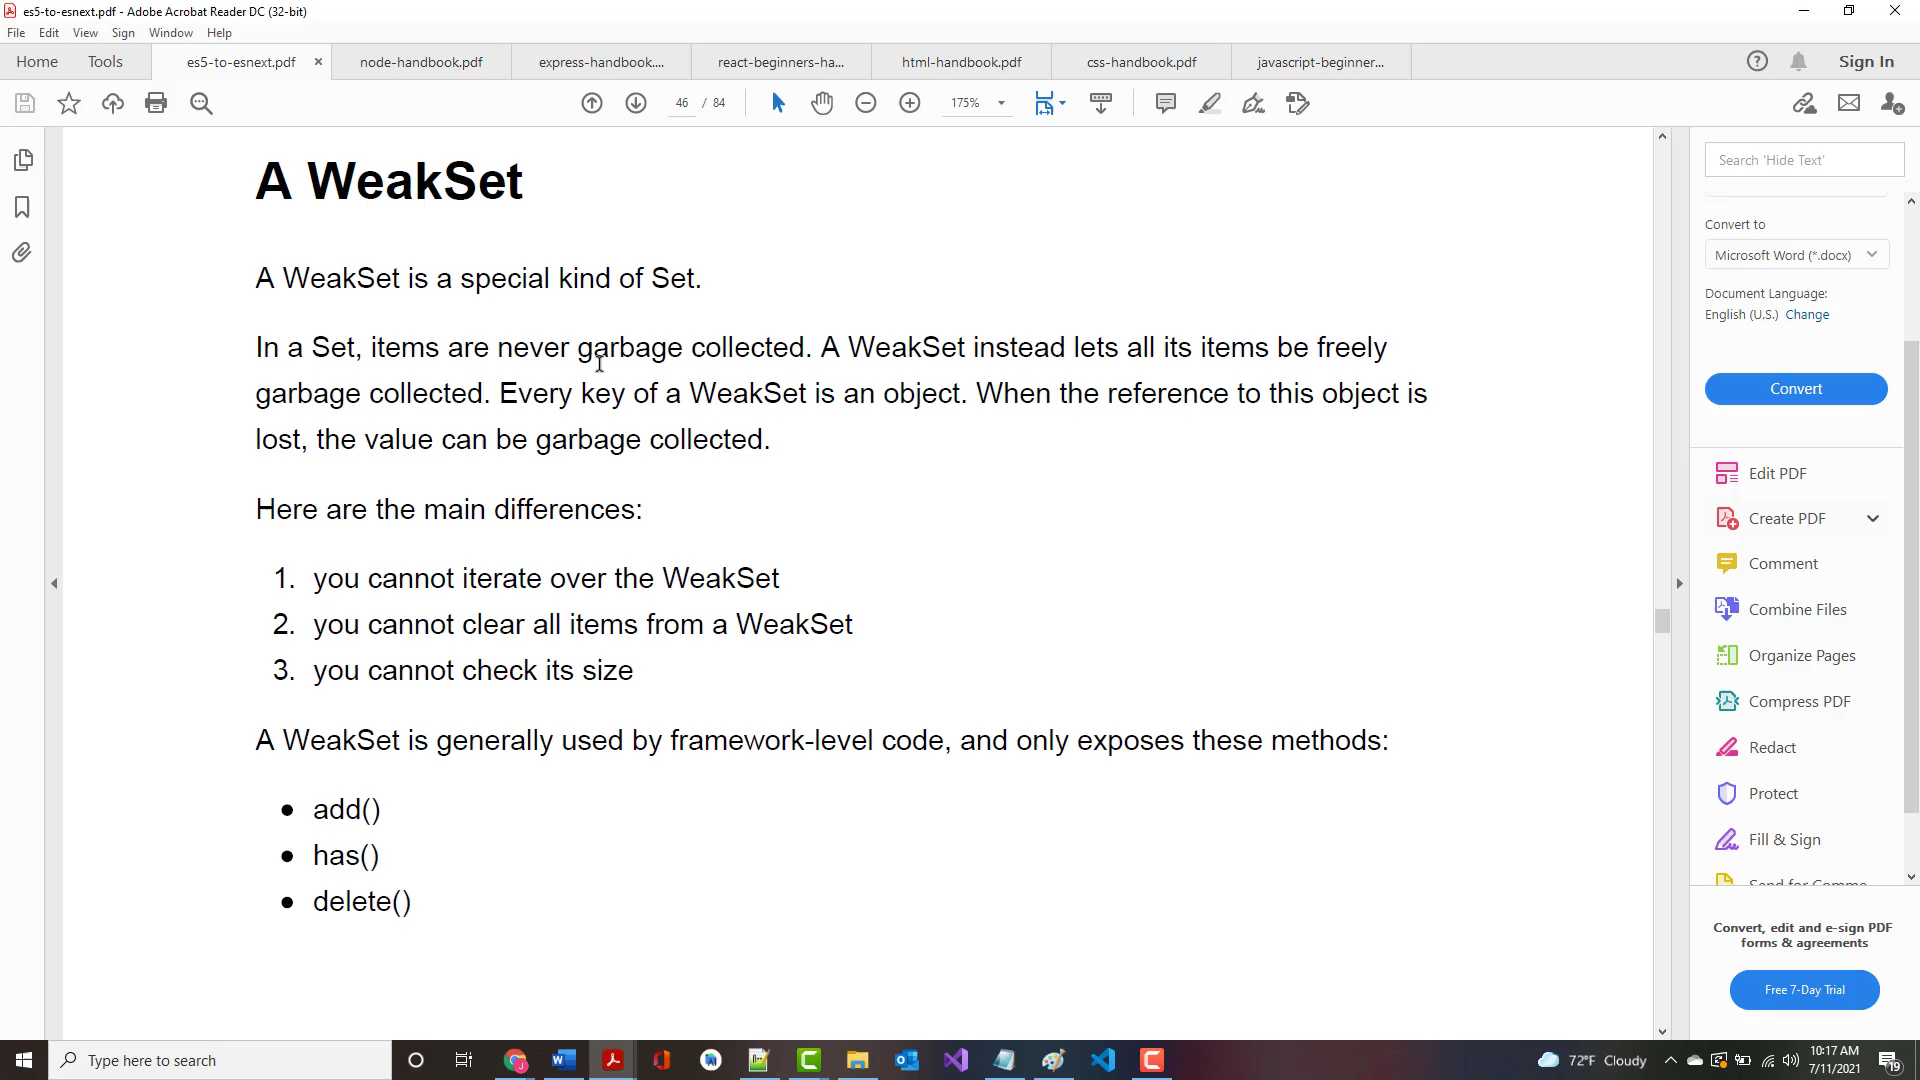 es5-to-esnext.pdf - Adobe Acrobat Reader DC (32-bit)
File Edit View Sign Window Help
Home Tools es5-to-esnext.pdf × node-handbook.pdf express-handbook.... react-beginners-ha... html-handbook.pdf css-handbook.pdf javascript-beginner... Sign In
46 / 84 175%
A WeakSet
A WeakSet is a special kind of Set.
In a Set, items are never garbage collected. A WeakSet instead lets all its items be freely
garbage collected. Every key of a WeakSet is an object. When the reference to this object is
lost, the value can be garbage collected.
Here are the main differences:
1. you cannot iterate over the WeakSet
2. you cannot clear all items from a WeakSet
3. you cannot check its size
A WeakSet is generally used by framework-level code, and only exposes these methods:
• add()
• has()
• delete()
Search 'Hide Text'
Convert to
Microsoft Word (*.docx)
Document Language:
English (U.S.) Change
Convert
Edit PDF
Create PDF
Comment
Combine Files
Organize Pages
Compress PDF
Redact
Protect
Fill & Sign
Send for Comme
Convert, edit and e-sign PDF
forms & agreements
Free 7-Day Trial
Type here to search
72°F Cloudy
10:17 AM
7/11/2021
19